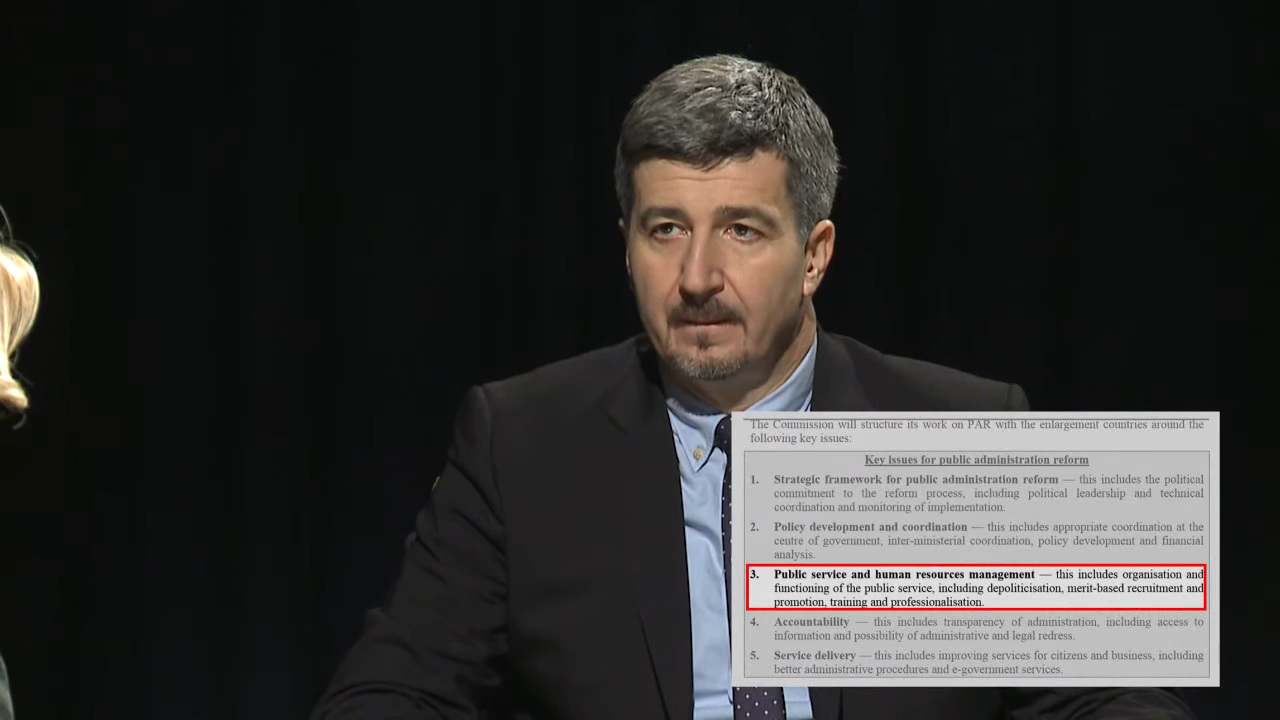 The Commission will structure its work on PAR with the enlargement countries around the
following key issues:
Key issues for public administration reform
1. Strategic framework for public administration reform — this includes the political
commitment to the reform process, including political leadership and technical
coordination and monitoring of implementation.
2. Policy development and coordination — this includes appropriate coordination at the
centre of government, inter-ministerial coordination, policy development and financial
analysis.
3. Public service and human resources management — this includes organisation and
functioning of the public service, including depoliticisation, merit-based recruitment and
promotion, training and professionalisation.
4. Accountability — this includes transparency of administration, including access to
information and possibility of administrative and legal redress.
5. Service delivery — this includes improving services for citizens and business, including
better administrative procedures and e-government services.